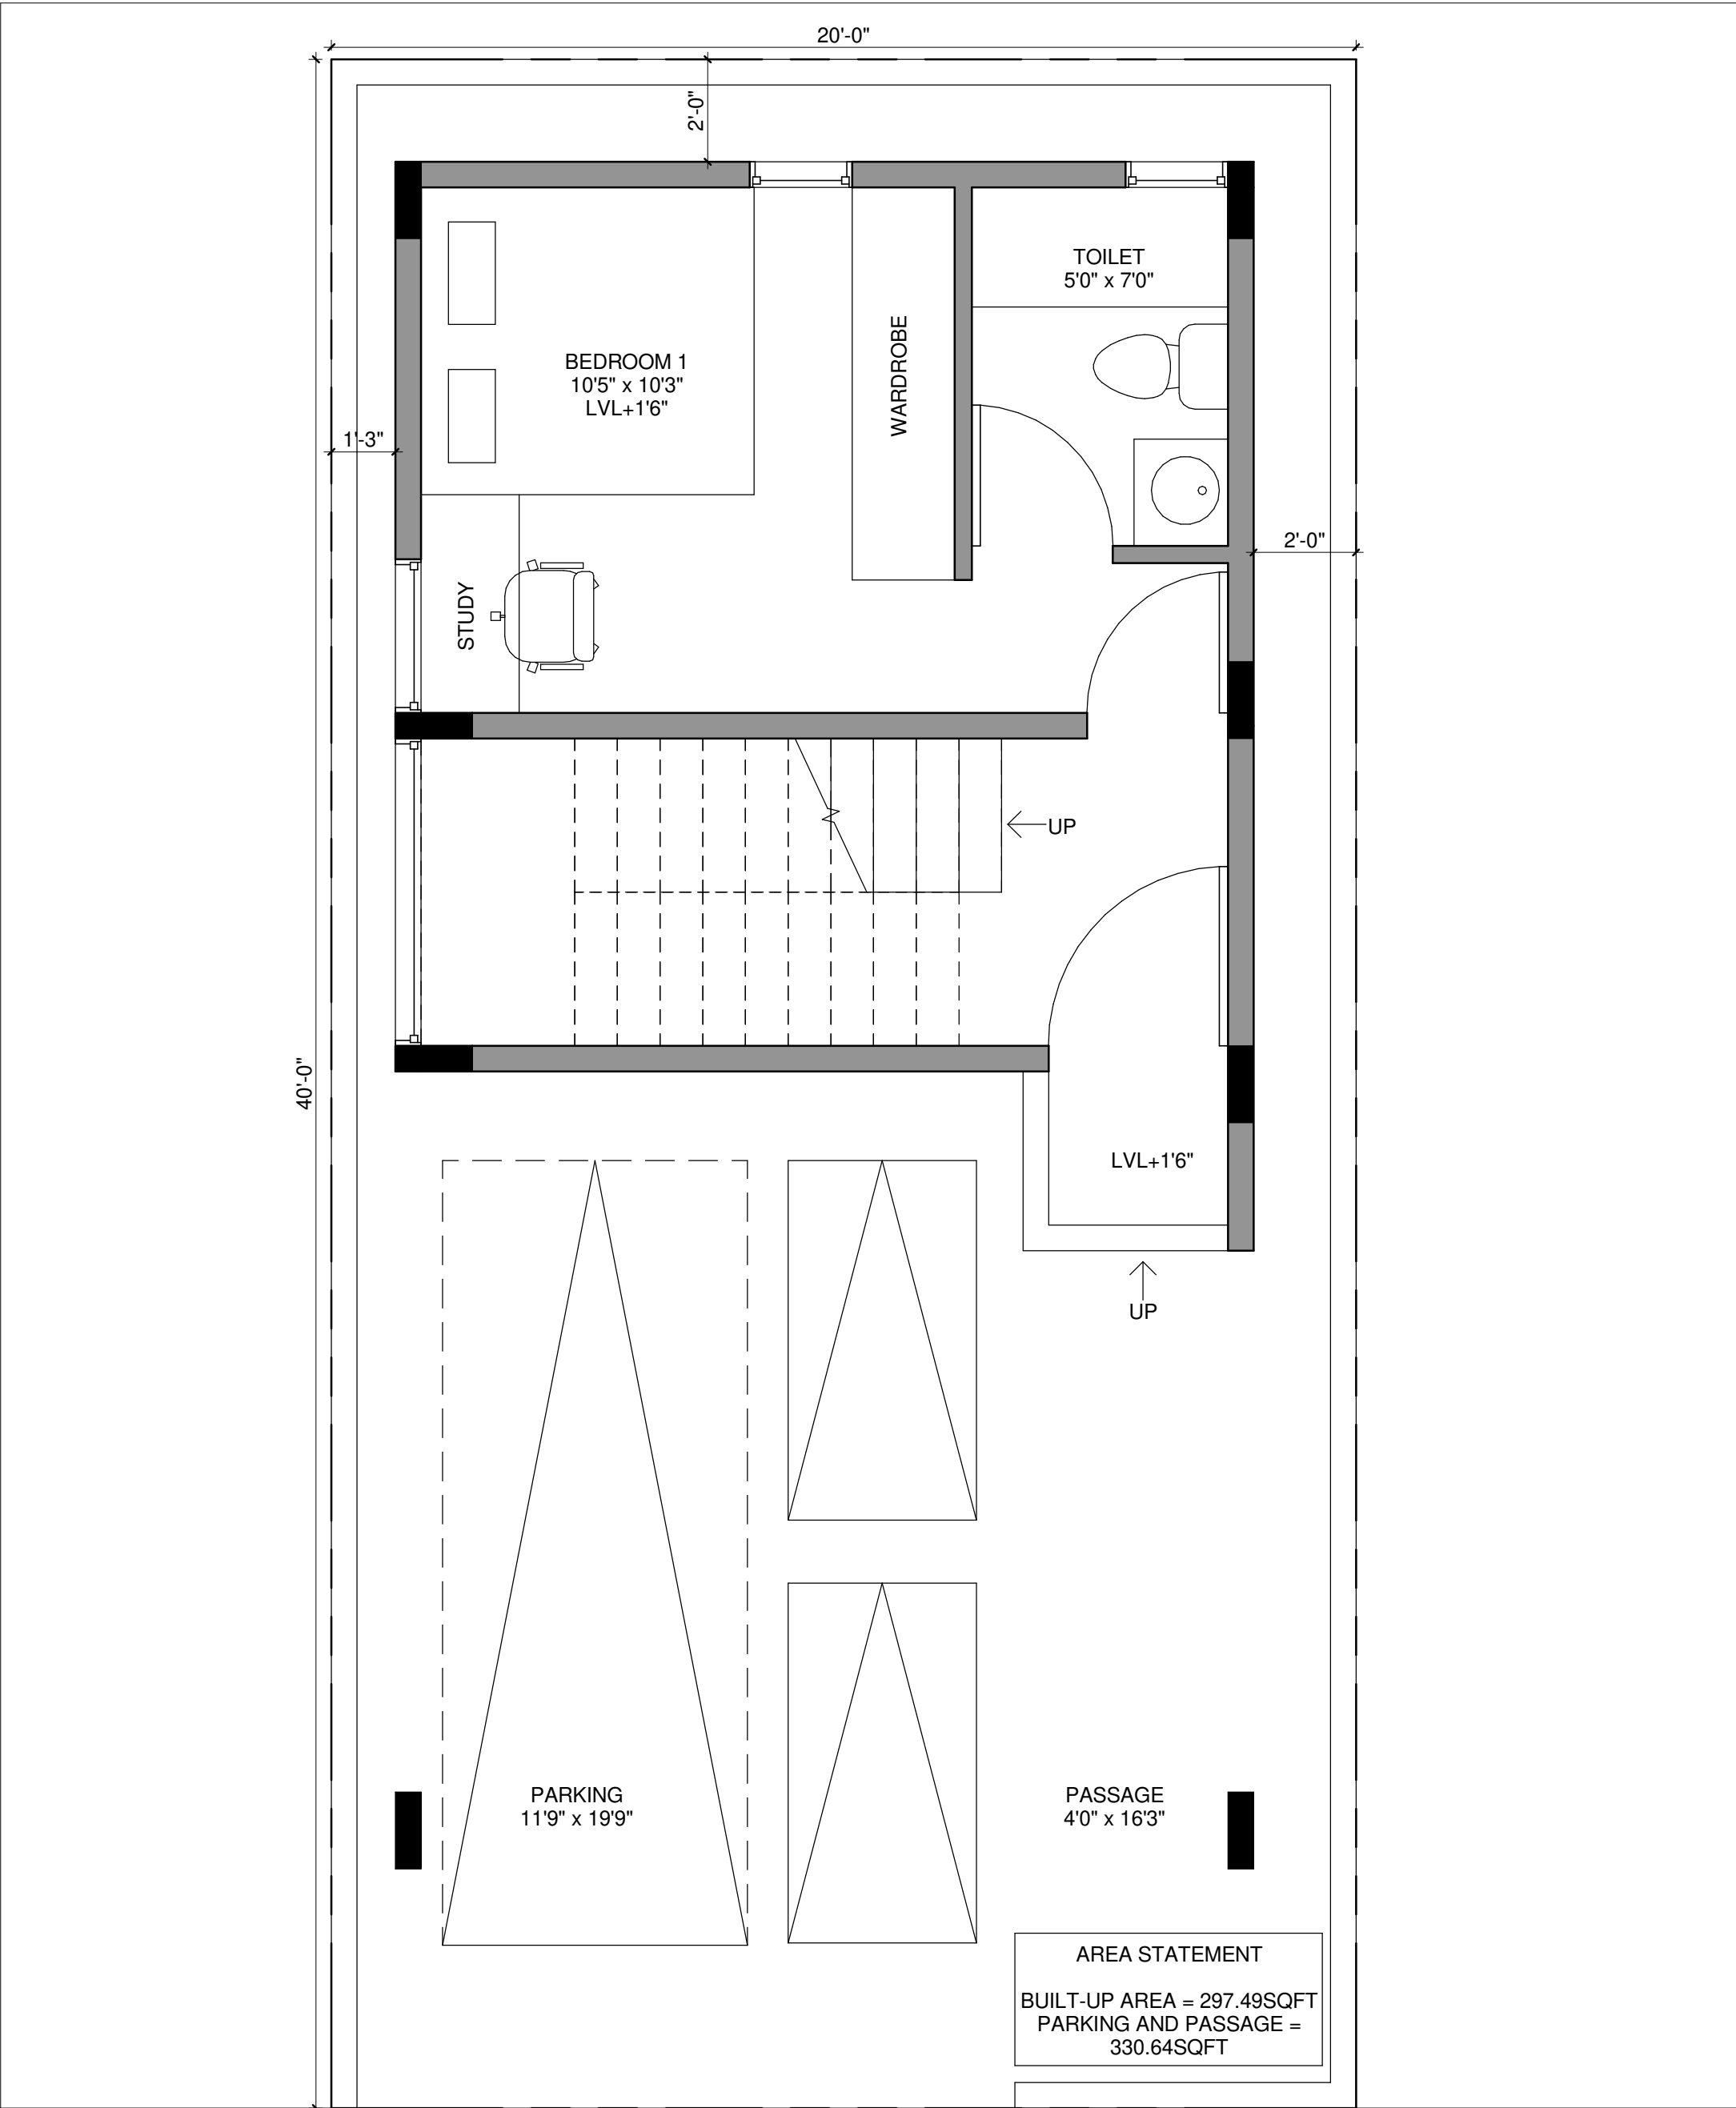 20'-0"
2'-0"
TOILET
5'0" x 7'0"
BEDROOM 1
10'5" x 10'3"
LVL+1'6"
WARDROBE
1'-3"
2'-0"
STUDY
UP
40'-0"
LVL+1'6"
UP
PARKING
11'9" x 19'9"
PASSAGE
4'0" x 16'3"
AREA STATEMENT
BUILT-UP AREA = 297.49SQFT
PARKING AND PASSAGE =
330.64SQFT